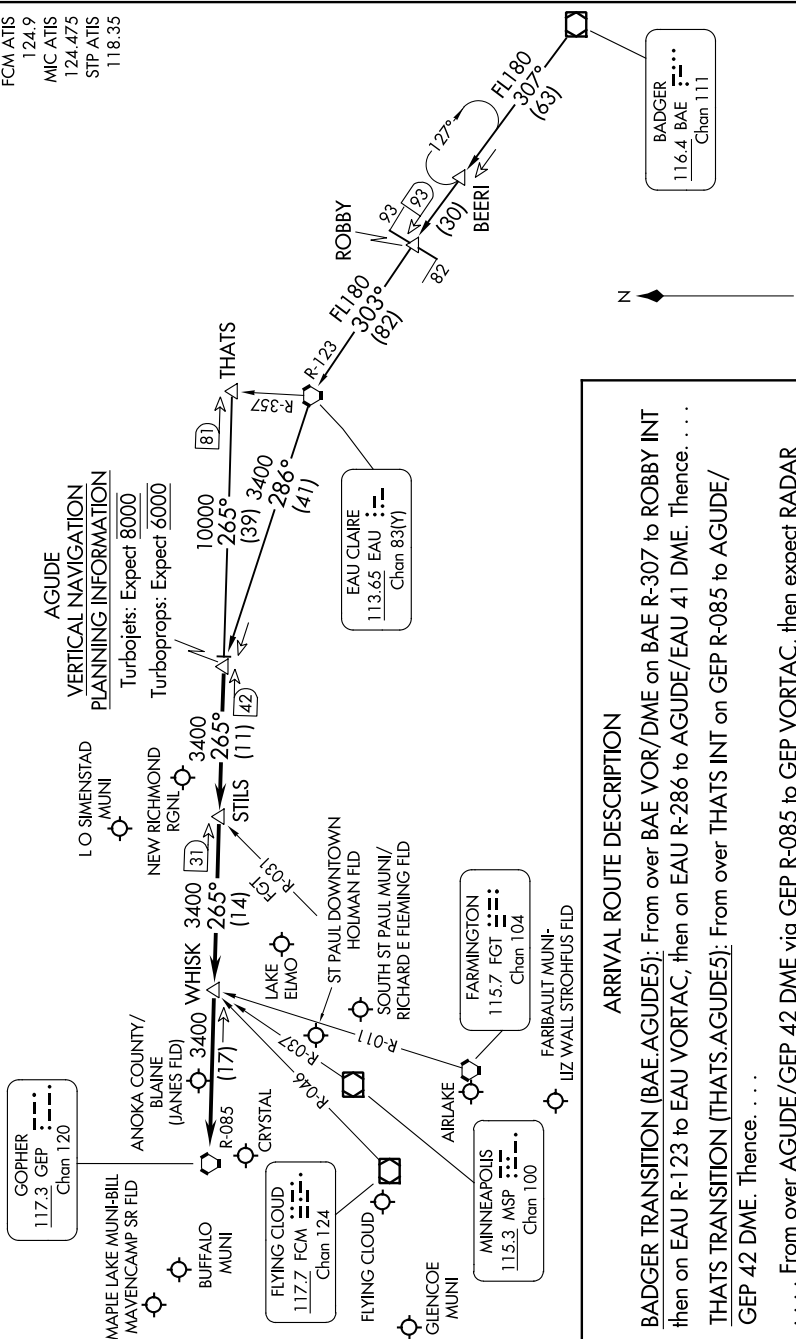 FCM ATIS
124.9
MIC ATIS
124.475
STP ATIS
118.35
BADGER
116.4 BAE
Chan 111
FL180
307°
(63)
127°
BEERI
(30)
93
93
82
ROBBY
FL180
303°
(82)
R-123
THATS
R-357
81
10000
265°
(39)
3400
286°
(41)
EAU CLAIRE
113.65 EAU
Chan 83(Y)
AGUDE
VERTICAL NAVIGATION
PLANNING INFORMATION
Turbojets: Expect 8000
Turboprops: Expect 6000
42
3400
265°
(11)
L O SIMENSTAD
MUNI
NEW RICHMOND
RGNL
STILS
31
3400
265°
(14)
FGT
R-031
WHISK
LAKE
ELMO
ST PAUL DOWNTOWN
HOLMAN FLD
SOUTH ST PAUL MUNI/
RICHARD E FLEMING FLD
R-011
R-037
R-046
3400
(17)
ANOKA COUNTY/
BLAINE
(JANES FLD)
R-085
CRYSTAL
GOPHER
117.3 GEP
Chan 120
MAPLE LAKE MUNI-BILL
MAVENCAMP SR FLD
BUFFALO
MUNI
FLYING CLOUD
117.7 FCM
Chan 124
FLYING CLOUD
GLENCOE
MUNI
MINNEAPOLIS
115.3 MSP
Chan 100
FARMINGTON
115.7 FGT
Chan 104
AIRLAKE
FARIBAULT MUNI-
LIZ WALL STROHFUS FLD
N
ARRIVAL ROUTE DESCRIPTION
BADGER TRANSITION (BAE.AGUDE5): From over BAE VOR/DME on BAE R-307 to ROBBY INT
then on EAU R-123 to EAU VORTAC, then on EAU R-286 to AGUDE/EAU 41 DME. Thence. . . .
THATS TRANSITION (THATS.AGUDE5): From over THATS INT on GEP R-085 to AGUDE/
GEP 42 DME. Thence. . . .
. . . . From over AGUDE/GEP 42 DME via GEP R-085 to GEP VORTAC, then expect RADAR